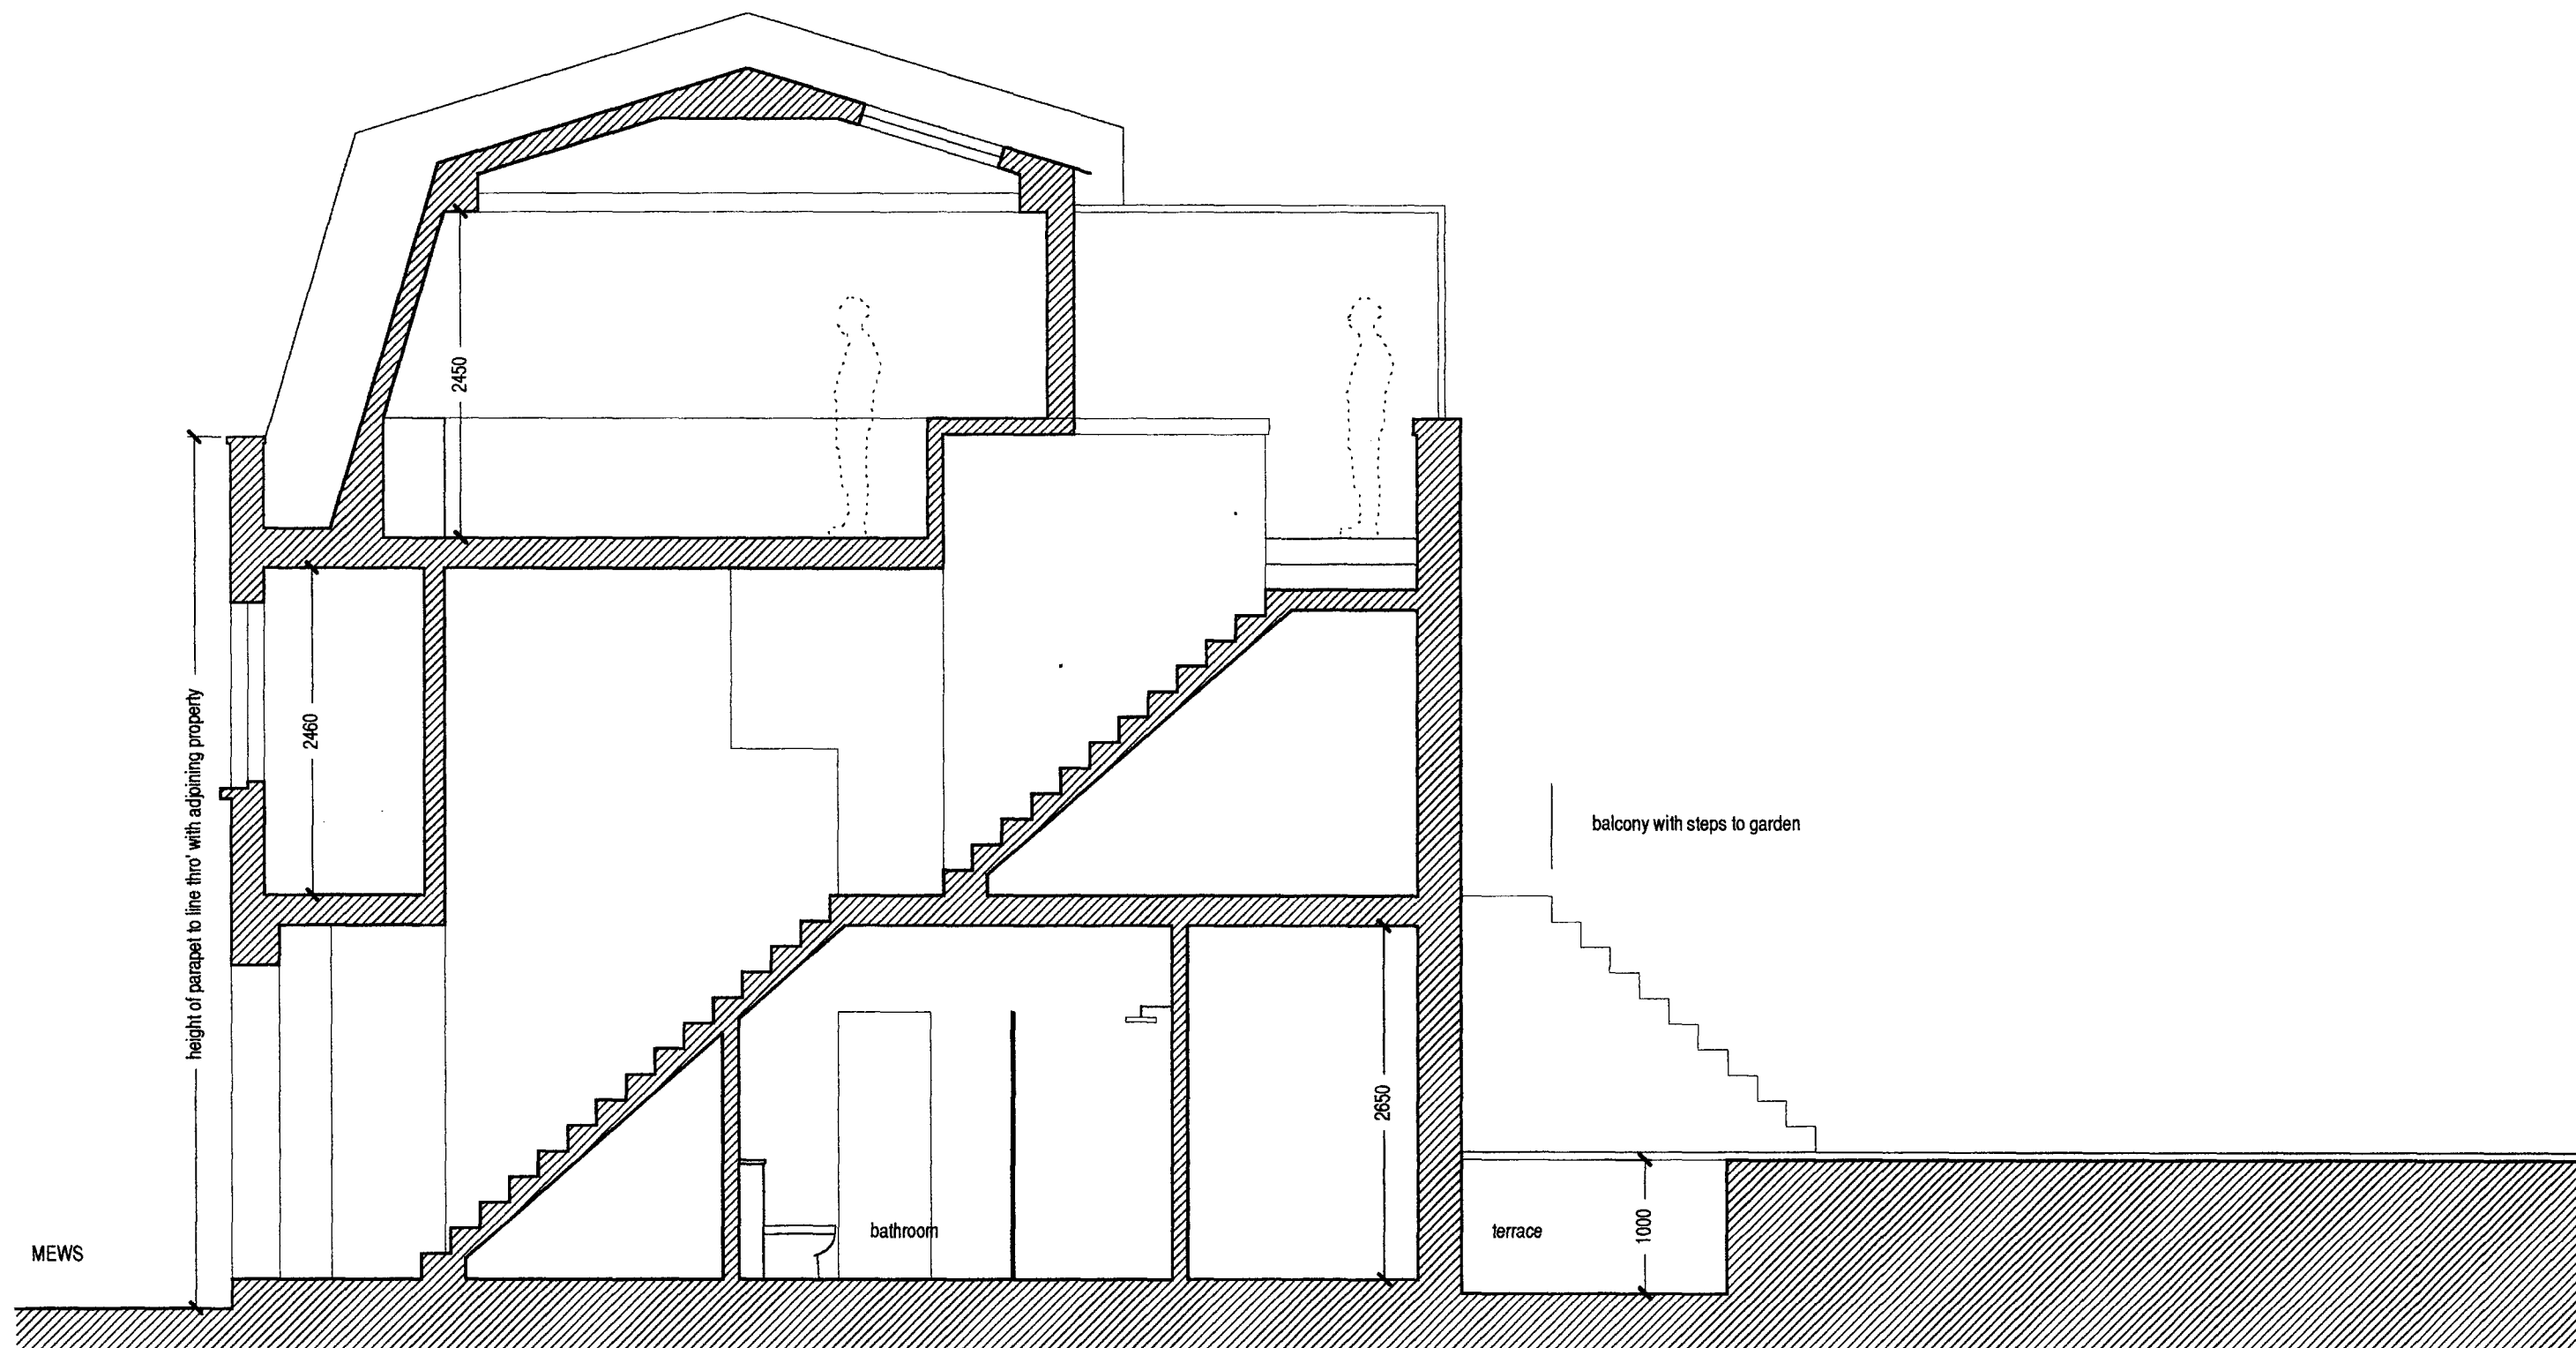 2450
height of parapet to line thro' with adjoining property
2460
balcony with steps to garden
2650
MEWS
bathroom
terrace
1000